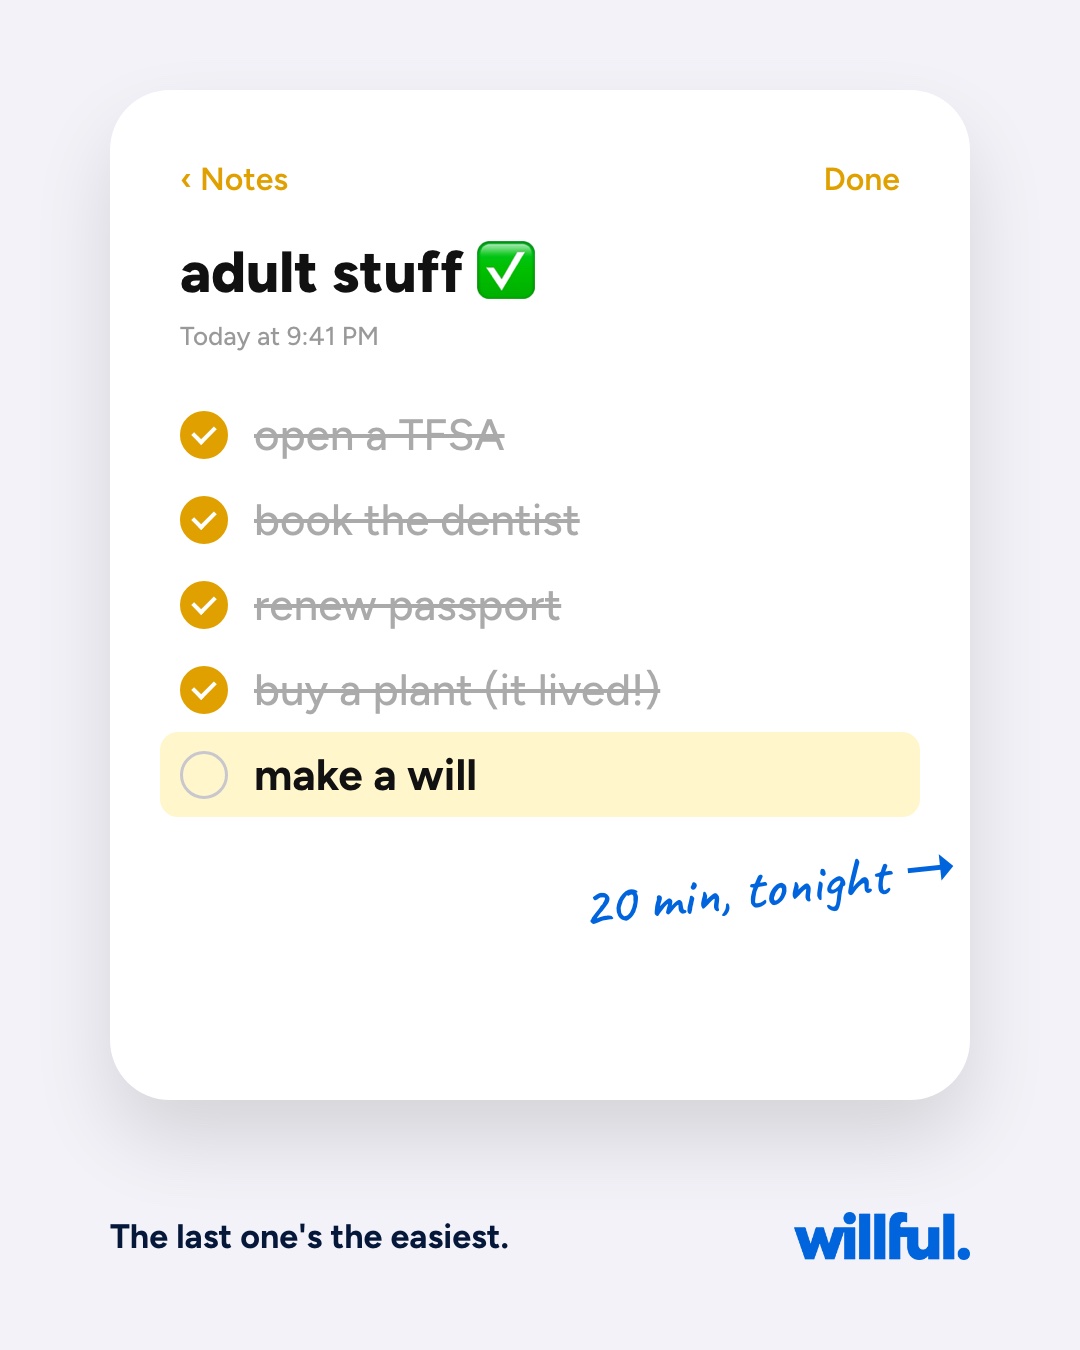 ‹ Notes
Done
adult stuff ✅
Today at 9:41 PM
open a TFSA
book the dentist
renew passport
buy a plant (it lived!)
make a will
20 min, tonight →
The last one's the easiest.
willful.